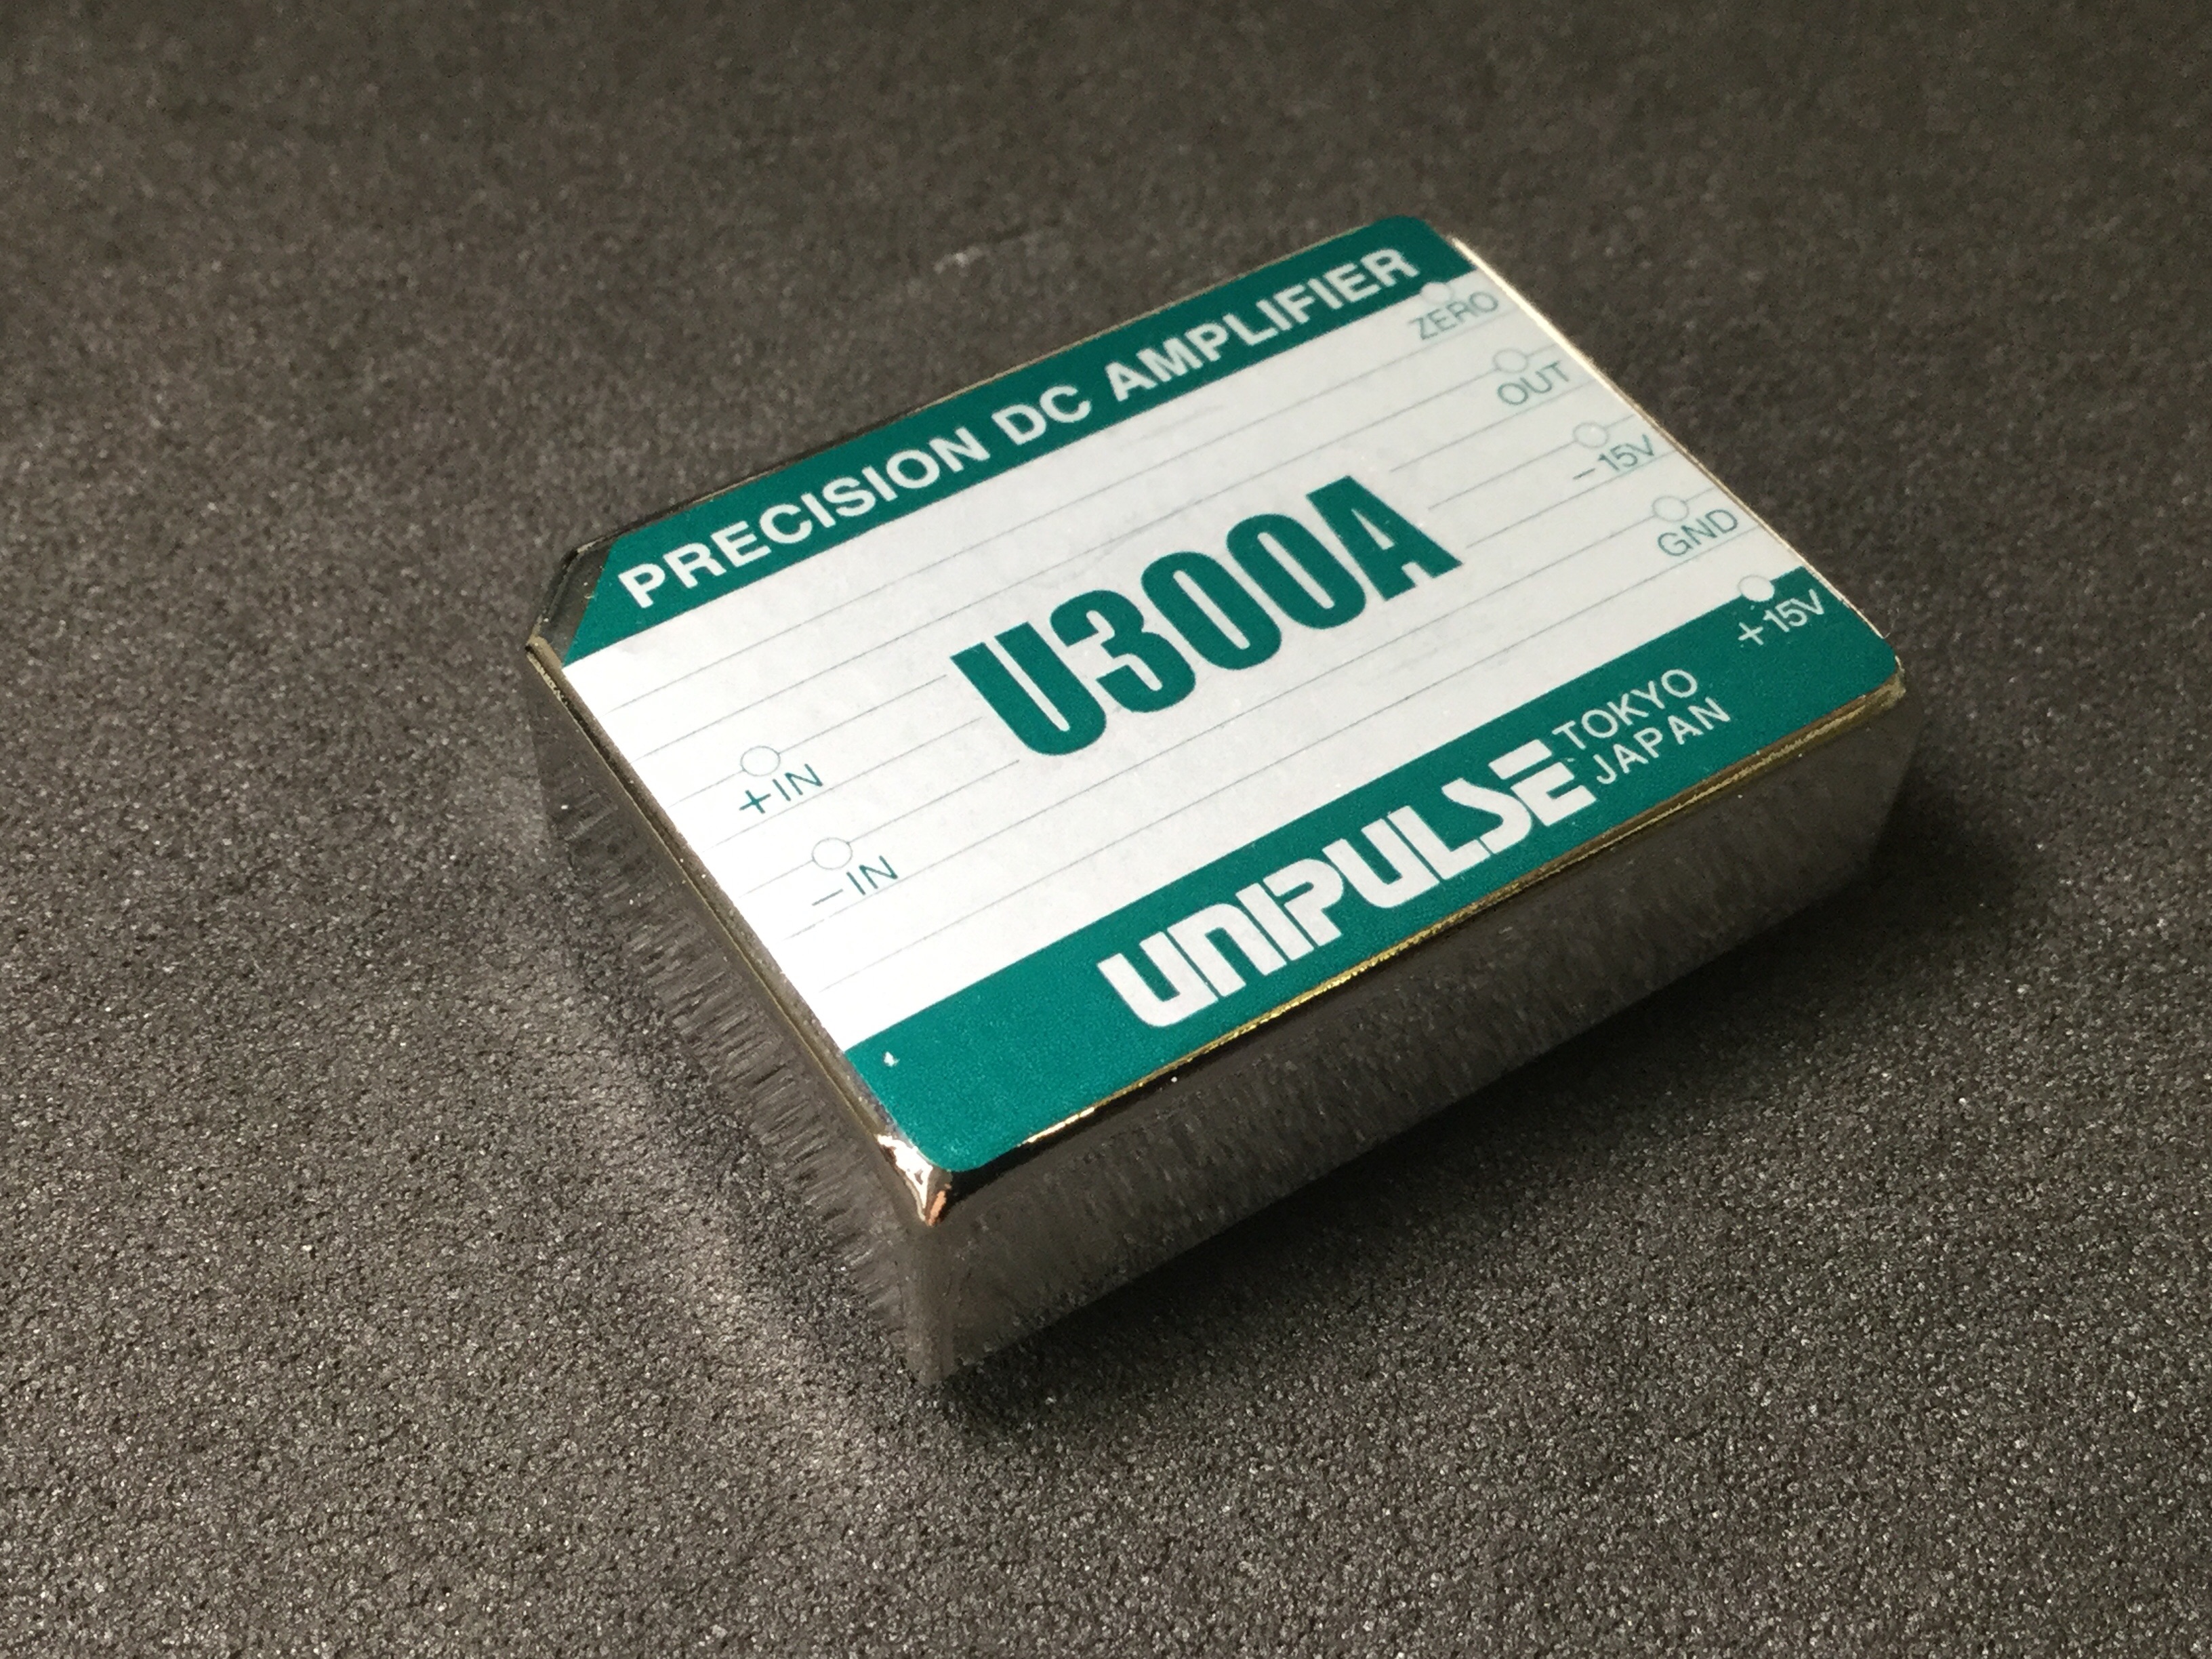 PRECISION DC AMPLIFIER
ZERO
OUT
−15V
GND
+15V
U300A
+IN
−IN
UNIPULSE
TOKYO
JAPAN